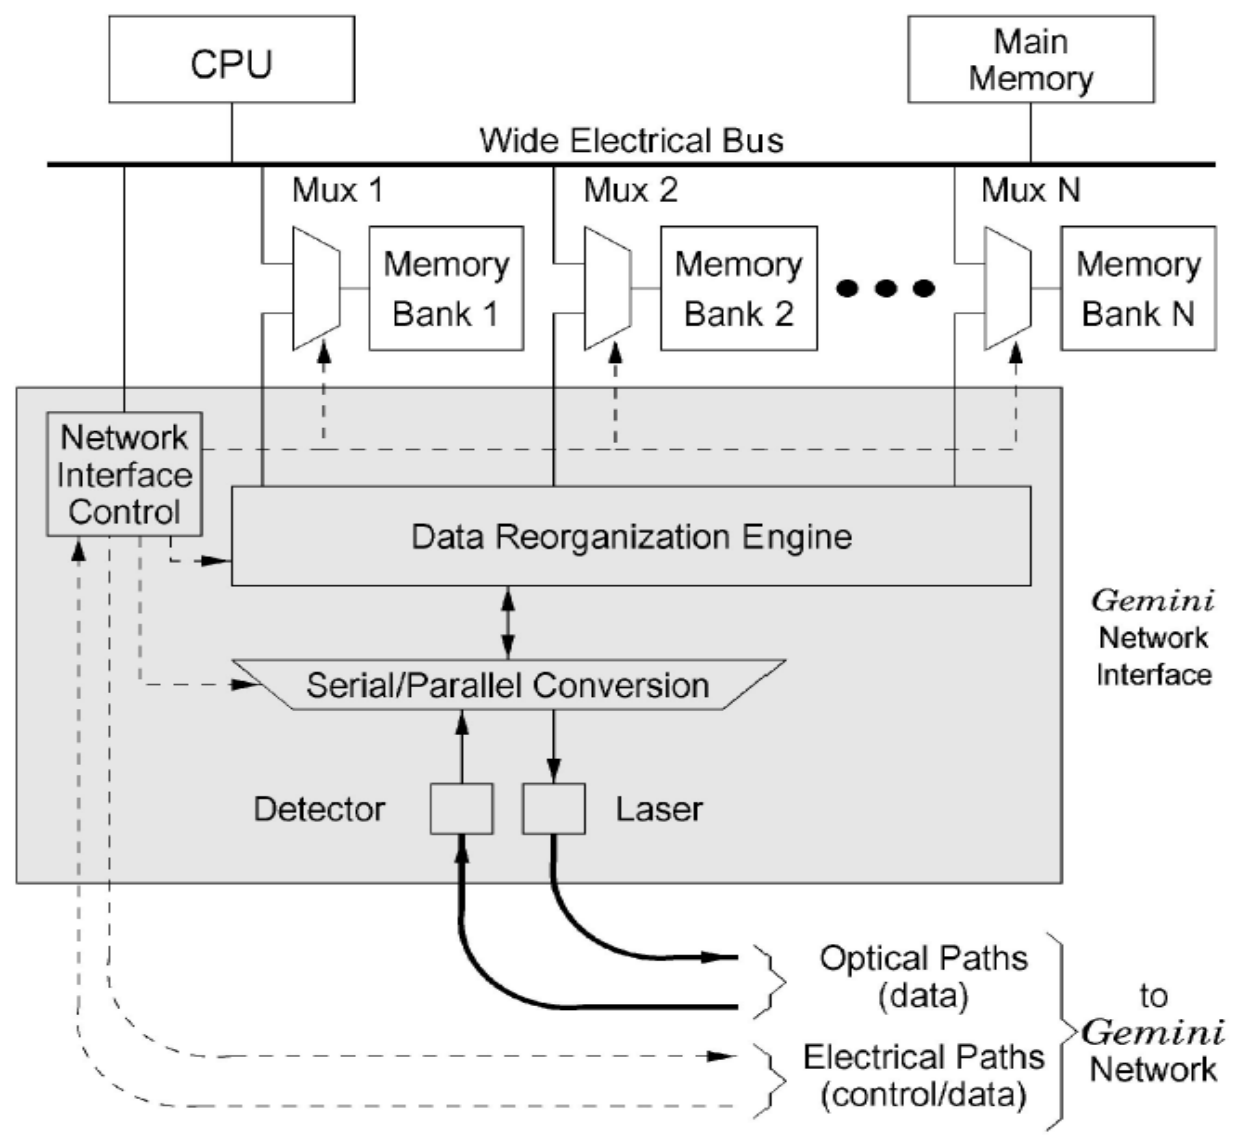 CPU
Main
Memory
Wide Electrical Bus
Mux 1
Mux 2
Mux N
Memory
Bank 1
Memory
Bank 2
Memory
Bank N
Network
Interface
Control
Data Reorganization Engine
Gemini
Network
Interface
Serial/Parallel Conversion
Detector
Laser
Optical Paths
(data)
Electrical Paths
(control/data)
to
Gemini
Network